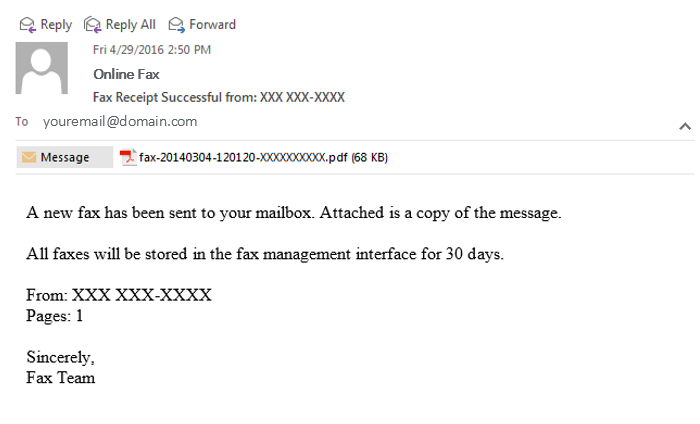 Reply Reply All Forward
Fri 4/29/2016 2:50 PM
Online Fax
Fax Receipt Successful from: XXX XXX-XXXX
To youremail@domain.com
Message fax-20140304-120120-XXXXXXXXXX.pdf (68 KB)
A new fax has been sent to your mailbox. Attached is a copy of the message.
All faxes will be stored in the fax management interface for 30 days.
From: XXX XXX-XXXX
Pages: 1
Sincerely,
Fax Team